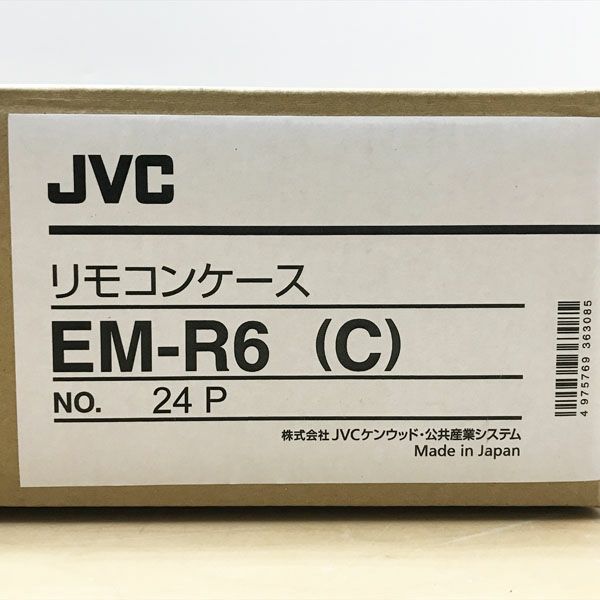 JVC
リモコンケース
EM-R6 (C)
NO. 24 P
株式会社 JVCケンウッド・公共産業システム
Made in Japan
4 975769 363085